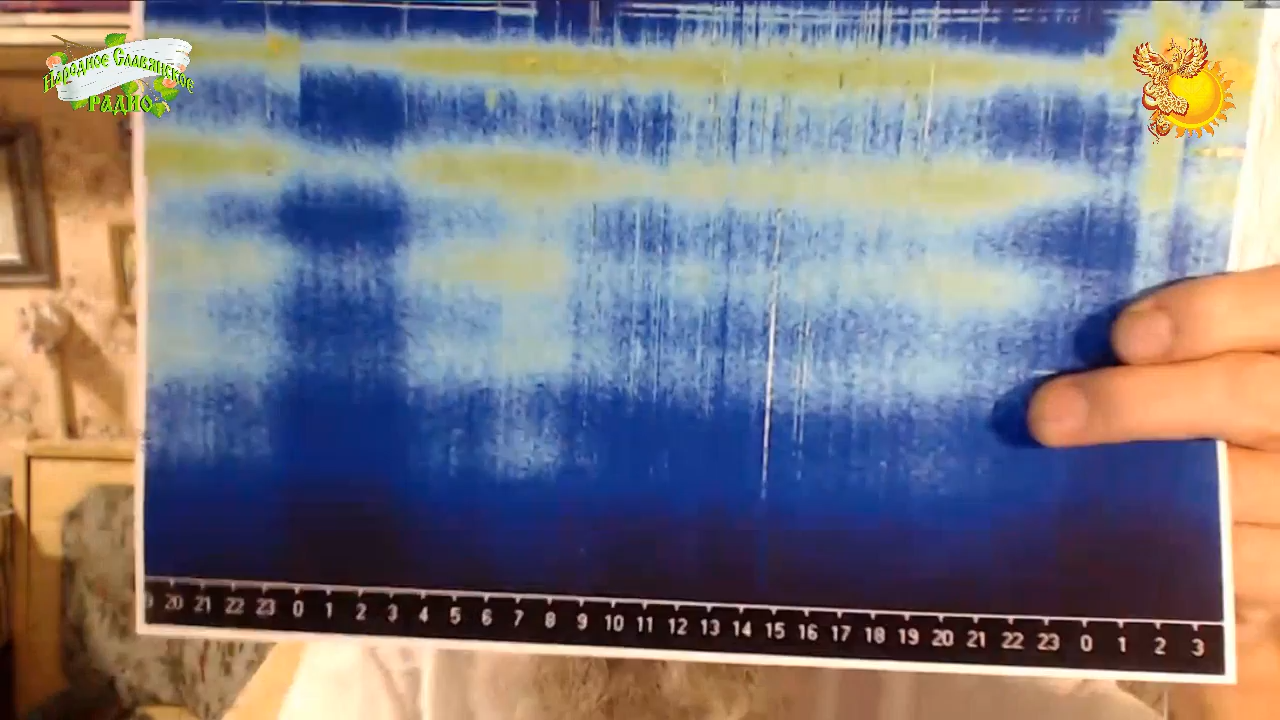 Народное Славянское
РАДИО
20 21 22 23 0 1 2 3 4 5 6 7 8 9 10 11 12 13 14 15 16 17 18 19 20 21 22 23 0 1 2 3